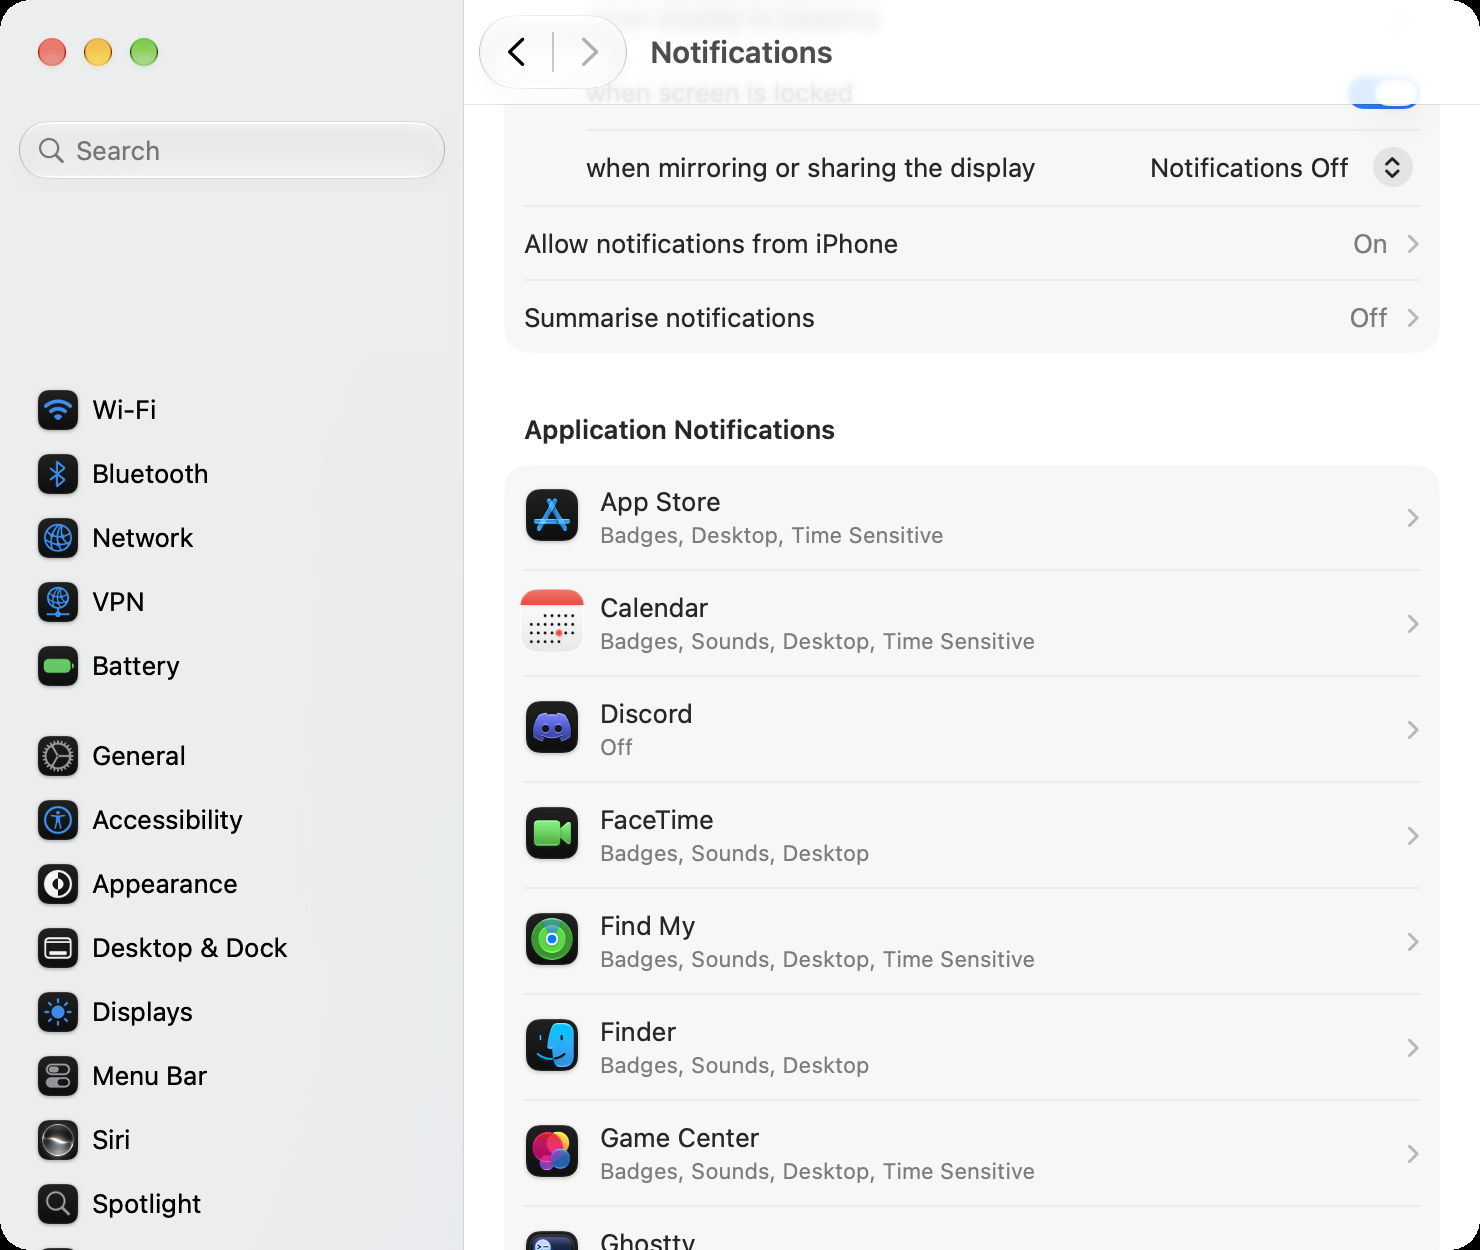 Notifications
when screen is locked
Search
when mirroring or sharing the display Notifications Off
Allow notifications from iPhone On
Summarise notifications Off
Application Notifications
App Store
Badges, Desktop, Time Sensitive
Calendar
Badges, Sounds, Desktop, Time Sensitive
Discord
Off
FaceTime
Badges, Sounds, Desktop
Find My
Badges, Sounds, Desktop, Time Sensitive
Finder
Badges, Sounds, Desktop
Game Center
Badges, Sounds, Desktop, Time Sensitive
Ghostty
Wi-Fi
Bluetooth
Network
VPN
Battery
General
Accessibility
Appearance
Desktop & Dock
Displays
Menu Bar
Siri
Spotlight